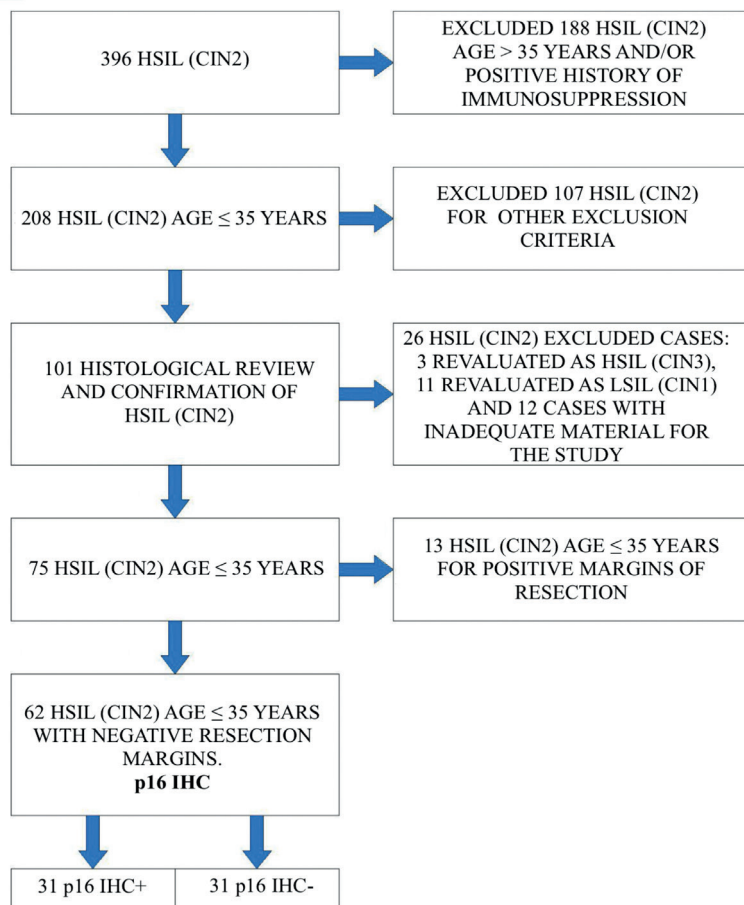 396 HSIL (CIN2)
EXCLUDED 188 HSIL (CIN2)
AGE > 35 YEARS AND/OR
POSITIVE HISTORY OF
IMMUNOSUPPRESSION
208 HSIL (CIN2) AGE ≤ 35 YEARS
EXCLUDED 107 HSIL (CIN2)
FOR OTHER EXCLUSION
CRITERIA
101 HISTOLOGICAL REVIEW
AND CONFIRMATION OF
HSIL (CIN2)
26 HSIL (CIN2) EXCLUDED CASES:
3 REVALUATED AS HSIL (CIN3),
11 REVALUATED AS LSIL (CIN1)
AND 12 CASES WITH
INADEQUATE MATERIAL FOR
THE STUDY
75 HSIL (CIN2) AGE ≤ 35 YEARS
13 HSIL (CIN2) AGE ≤ 35 YEARS
FOR POSITIVE MARGINS OF
RESECTION
62 HSIL (CIN2) AGE ≤ 35 YEARS
WITH NEGATIVE RESECTION
MARGINS.
p16 IHC
31 p16 IHC+
31 p16 IHC-